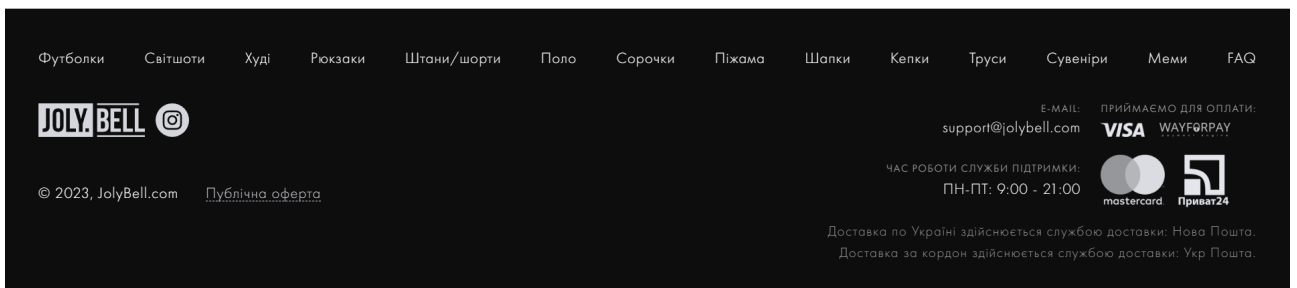 Футболки Світшоти Худі Рюкзаки Штани/шорти Поло Сорочки Піжама Шапки Кепки Труси Сувеніри Меми FAQ
JOLY. BELL
E-MAIL:
support@jolybell.com
ПРИЙМАЄМО ДЛЯ ОПЛАТИ:
VISA WAYFORPAY
ЧАС РОБОТИ СЛУЖБИ ПІДТРИМКИ:
ПН-ПТ: 9:00 - 21:00
mastercard. Приват24
© 2023, JolyBell.com Публічна оферта
Доставка по Україні здійснюється службою доставки: Нова Пошта.
Доставка за кордон здійснюється службою доставки: Укр Пошта.